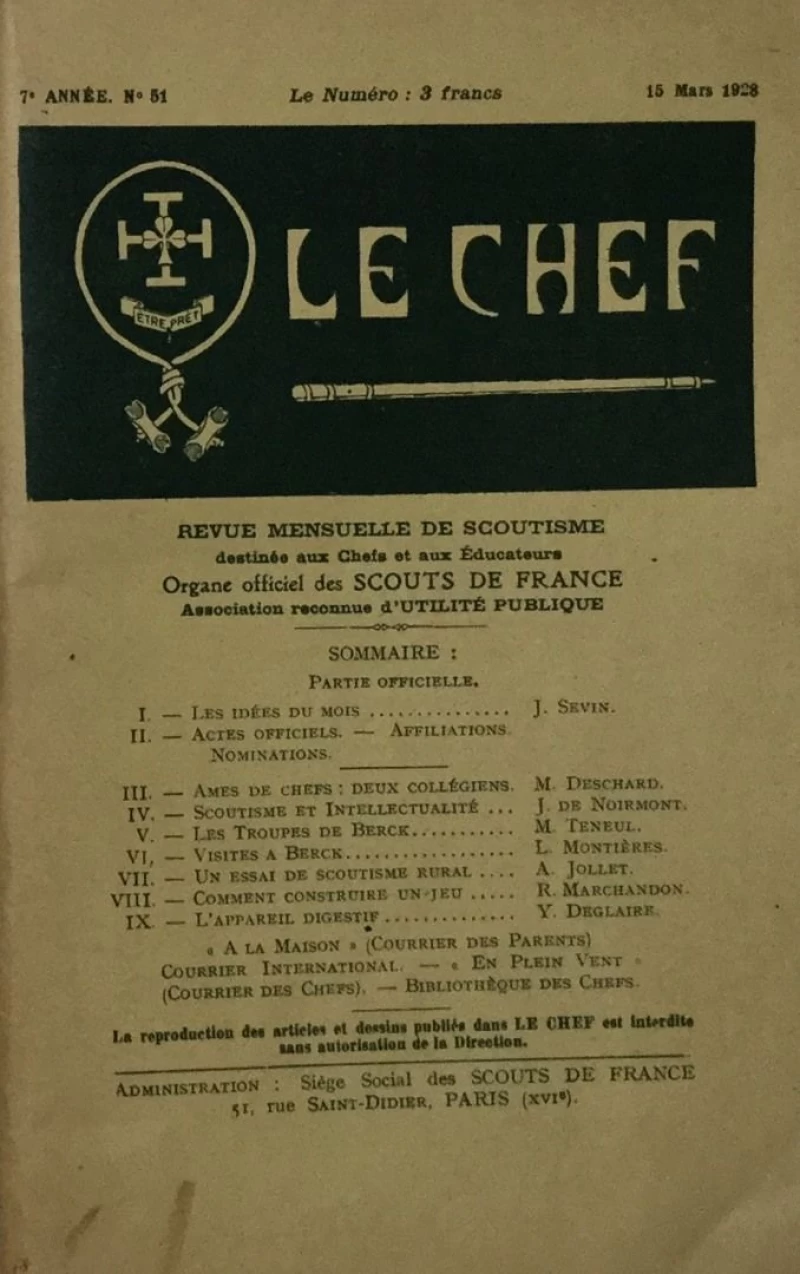 7e ANNÉE. No 51 Le Numéro : 3 francs 15 Mars 1928
LE CHEF
ÊTRE PRÊT
REVUE MENSUELLE DE SCOUTISME
destinée aux Chefs et aux Éducateurs
Organe officiel des SCOUTS DE FRANCE
Association reconnue d'UTILITÉ PUBLIQUE
SOMMAIRE :
PARTIE OFFICIELLE.
I. — LES IDÉES DU MOIS .............. J. SEVIN.
II. — ACTES OFFICIELS. — AFFILIATIONS.
NOMINATIONS.
III. — AMES DE CHEFS : DEUX COLLÉGIENS. M. DESCHARD.
IV. — SCOUTISME ET INTELLECTUALITÉ ... J. DE NOIRMONT.
V. — LES TROUPES DE BERCK........... M. TENEUL.
VI, — VISITES A BERCK................. L. MONTIÈRES.
VII. — UN ESSAI DE SCOUTISME RURAL .... A. JOLLET.
VIII. — COMMENT CONSTRUIRE UN JEU ..... R. MARCHANDON.
IX. — L'APPAREIL DIGESTIF.............. Y. DEGLAIRE.
« A LA MAISON » (COURRIER DES PARENTS)
COURRIER INTERNATIONAL. — « EN PLEIN VENT »
(COURRIER DES CHEFS). — BIBLIOTHÈQUE DES CHEFS.
La reproduction des articles et dessins publiés dans LE CHEF est interdite
sans autorisation de la Direction.
ADMINISTRATION : Siège Social des SCOUTS DE FRANCE
51, rue SAINT-DIDIER, PARIS (XVIe).